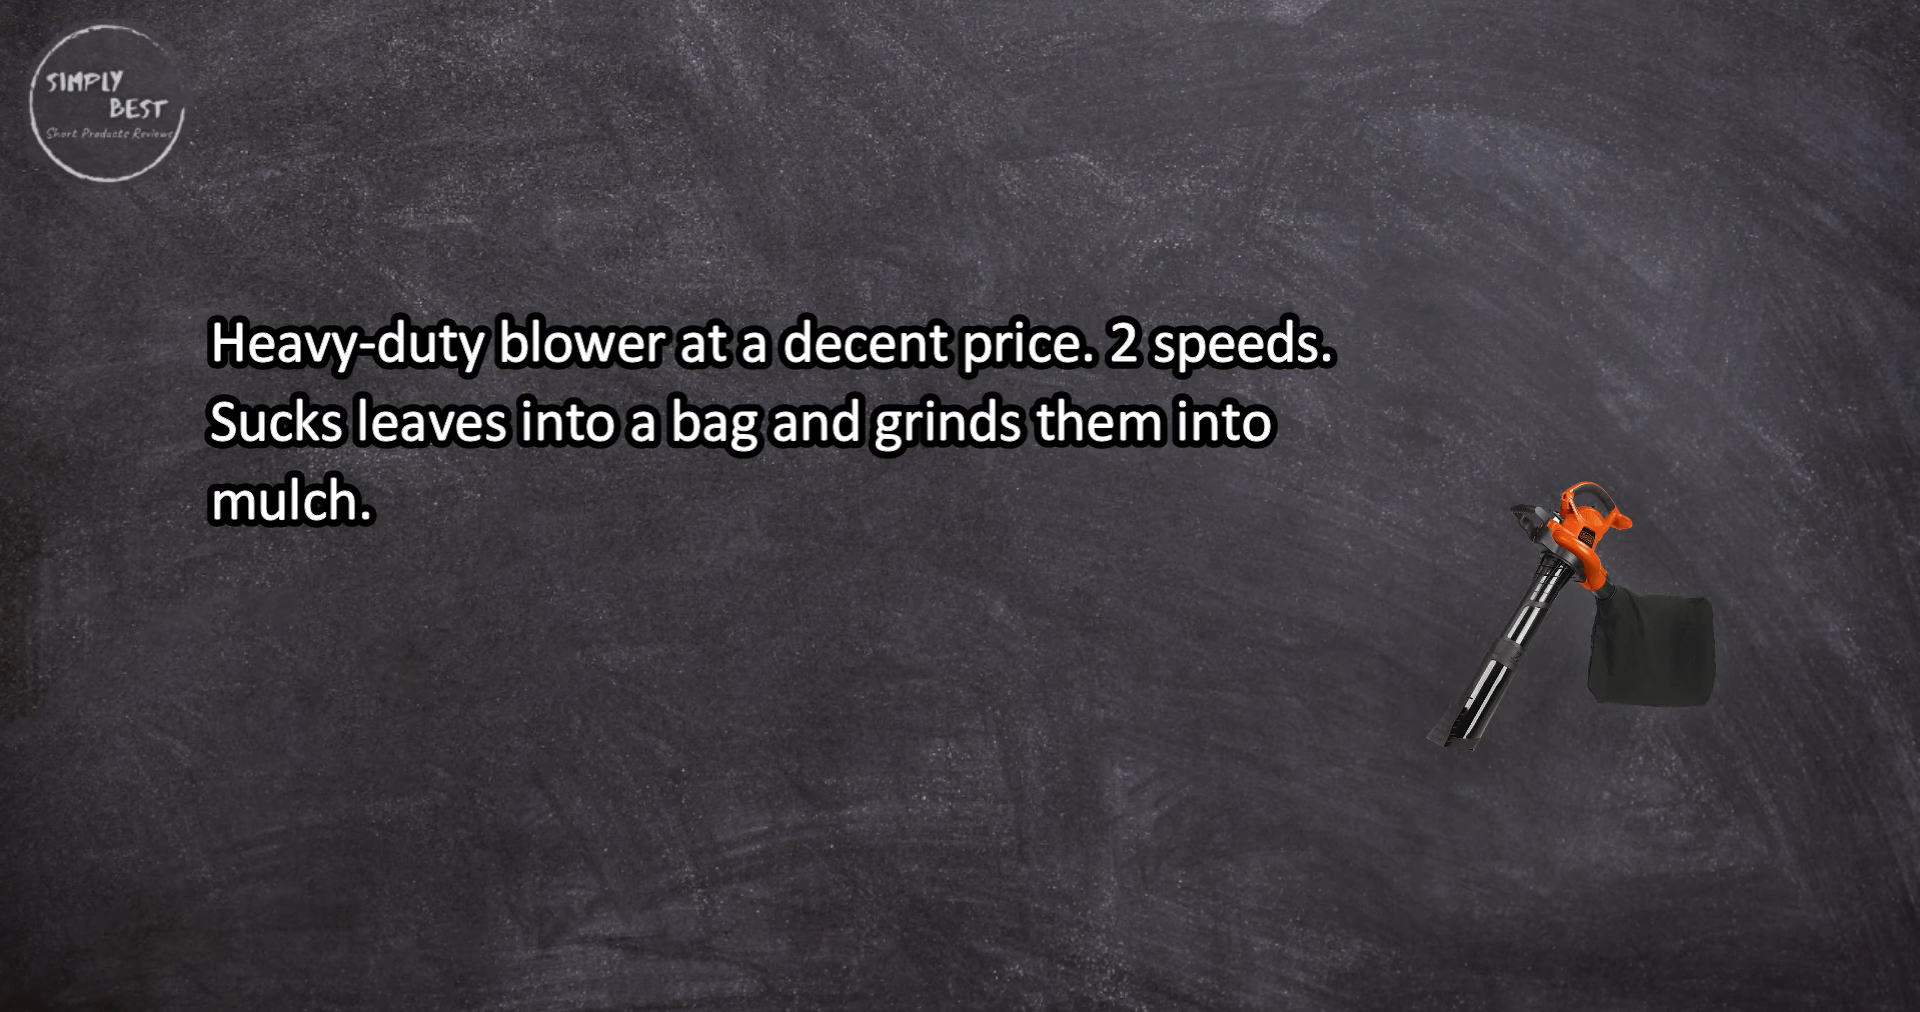 SIMPLY
BEST
Short Products Reviews
Heavy-duty blower at a decent price. 2 speeds.
Sucks leaves into a bag and grinds them into
mulch.